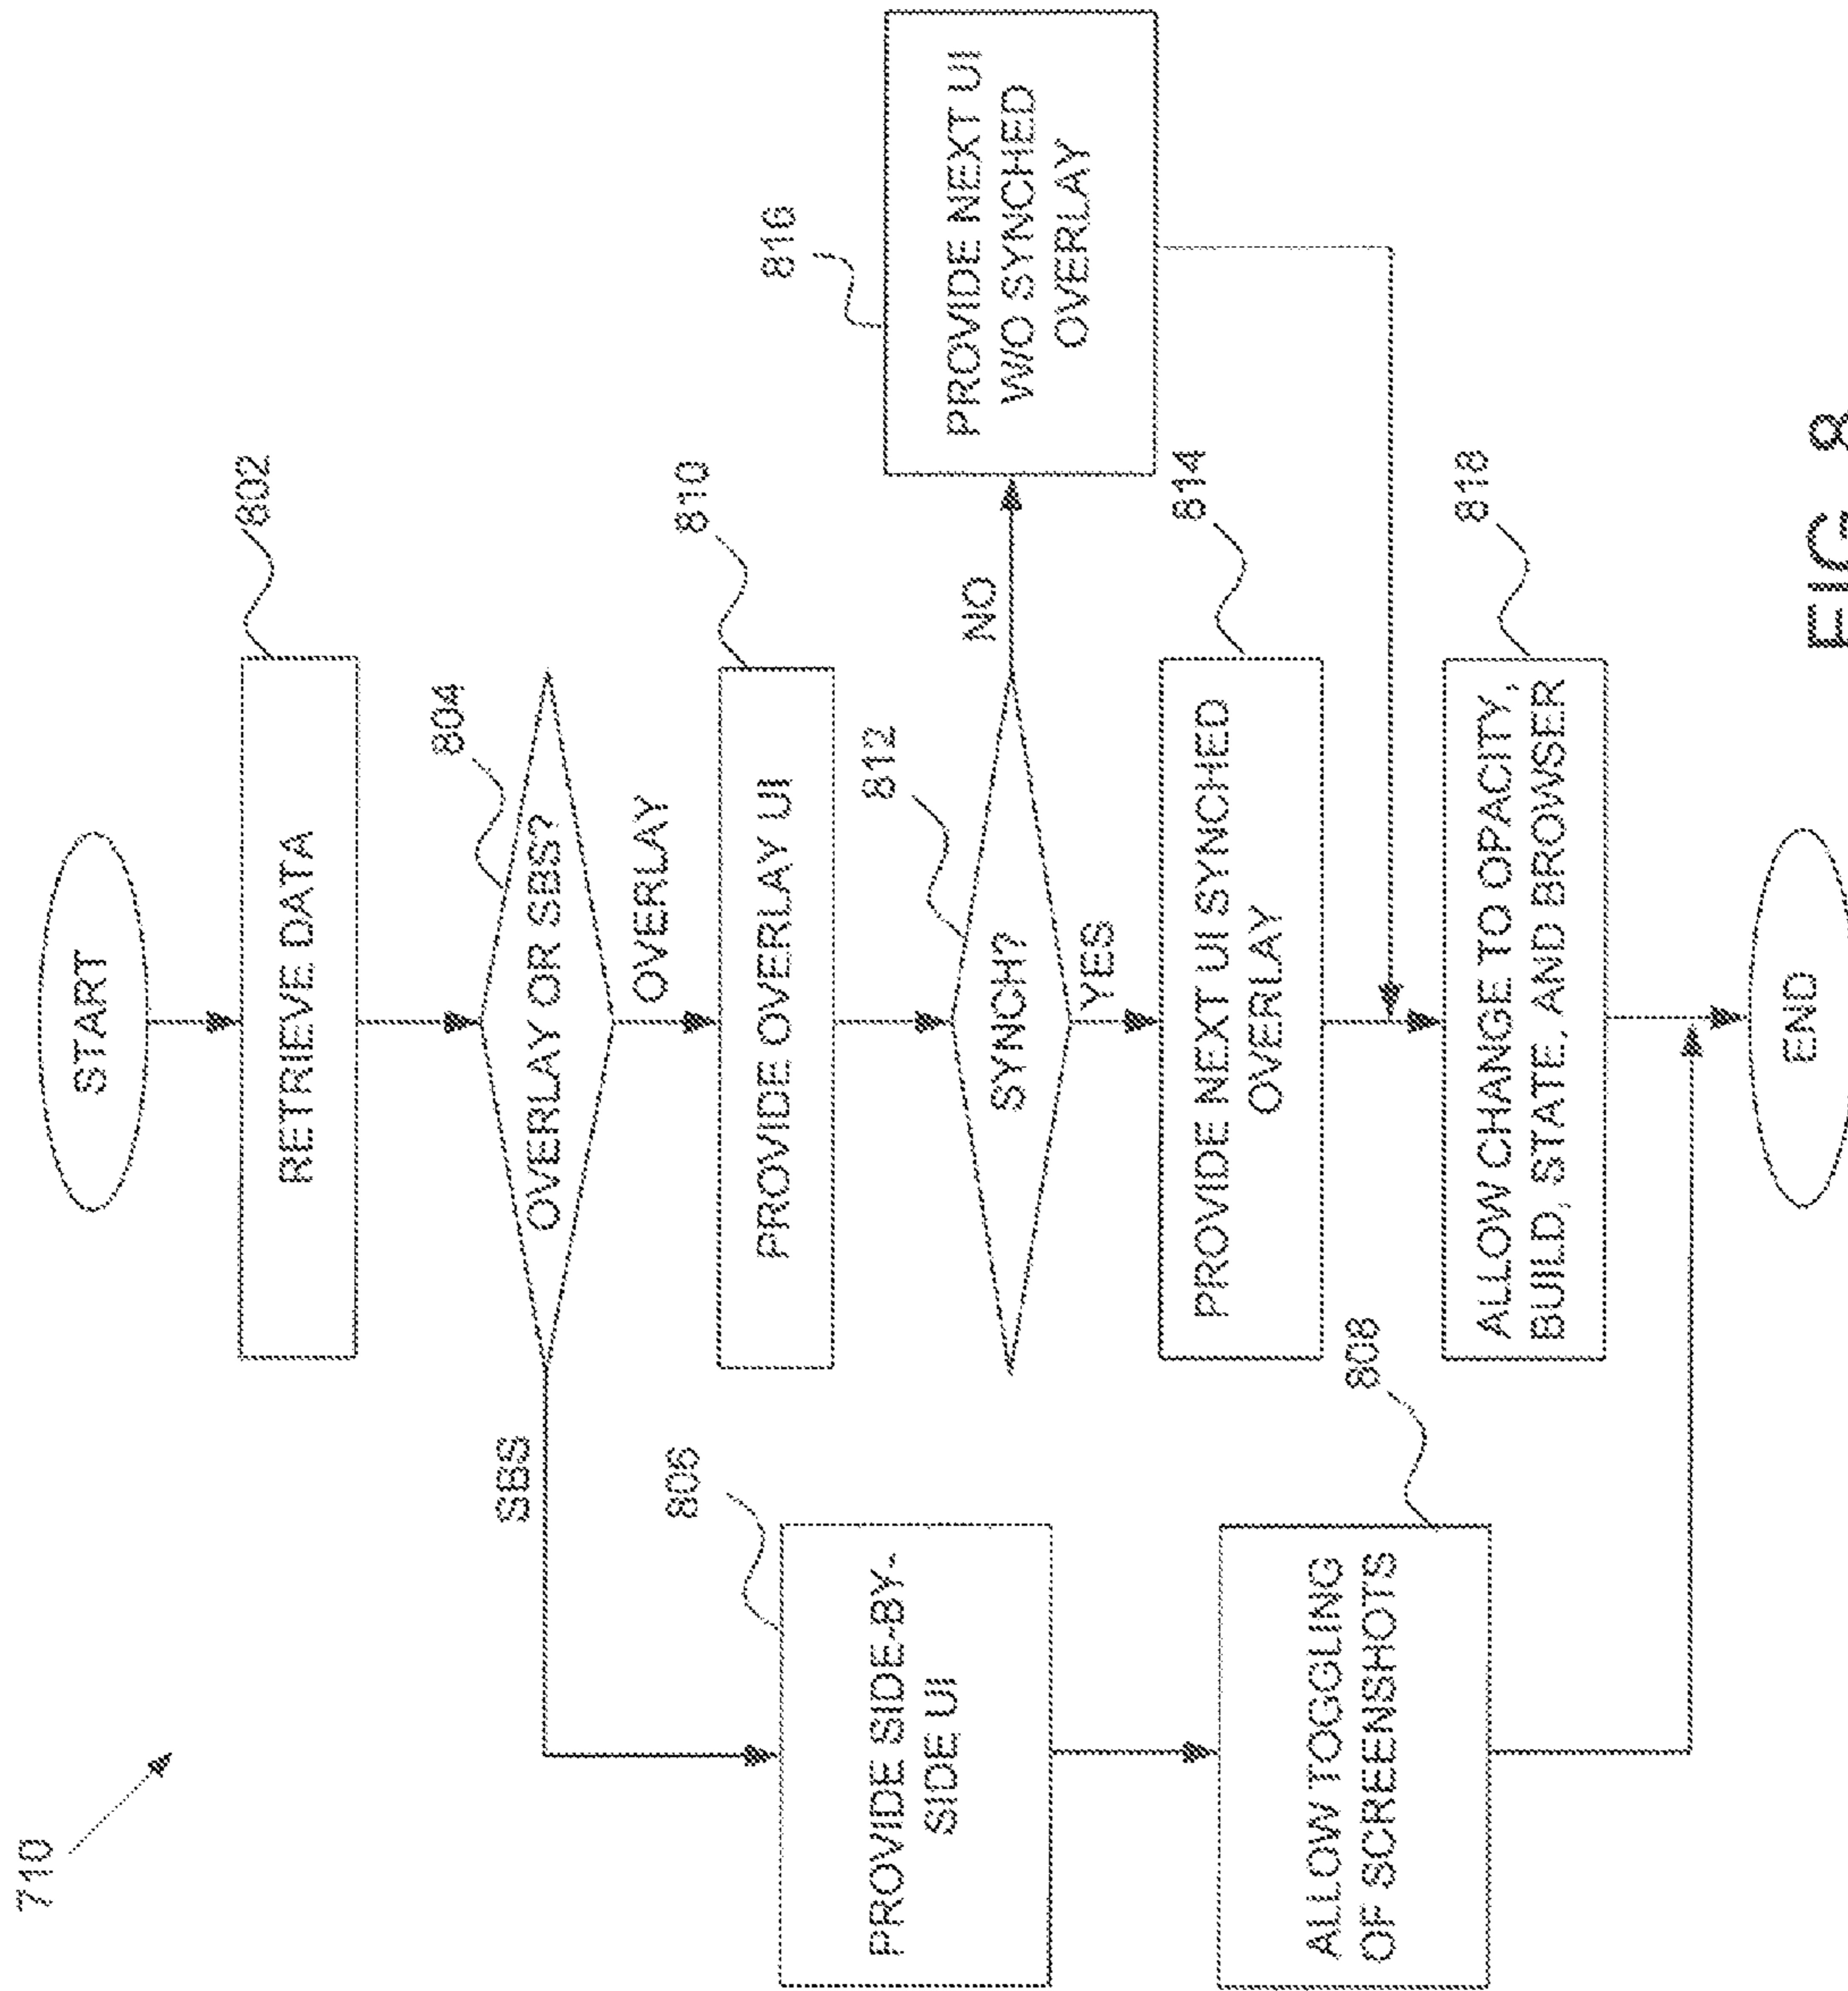 710
START
802
RETRIEVE DATA
804
OVERLAY OR SBS?
SBS
OVERLAY
806
PROVIDE SIDE-BY-
SIDE UI
810
PROVIDE OVERLAY UI
812
SYNCH?
NO
YES
816
PROVIDE NEXT UI
W/O SYNCHED
OVERLAY
808
ALLOW TOGGLING
OF SCREENSHOTS
814
PROVIDE NEXT UI SYNCHED
OVERLAY
818
ALLOW CHANGE TO OPACITY,
BUILD, STATE, AND BROWSER
END
FIG. 8